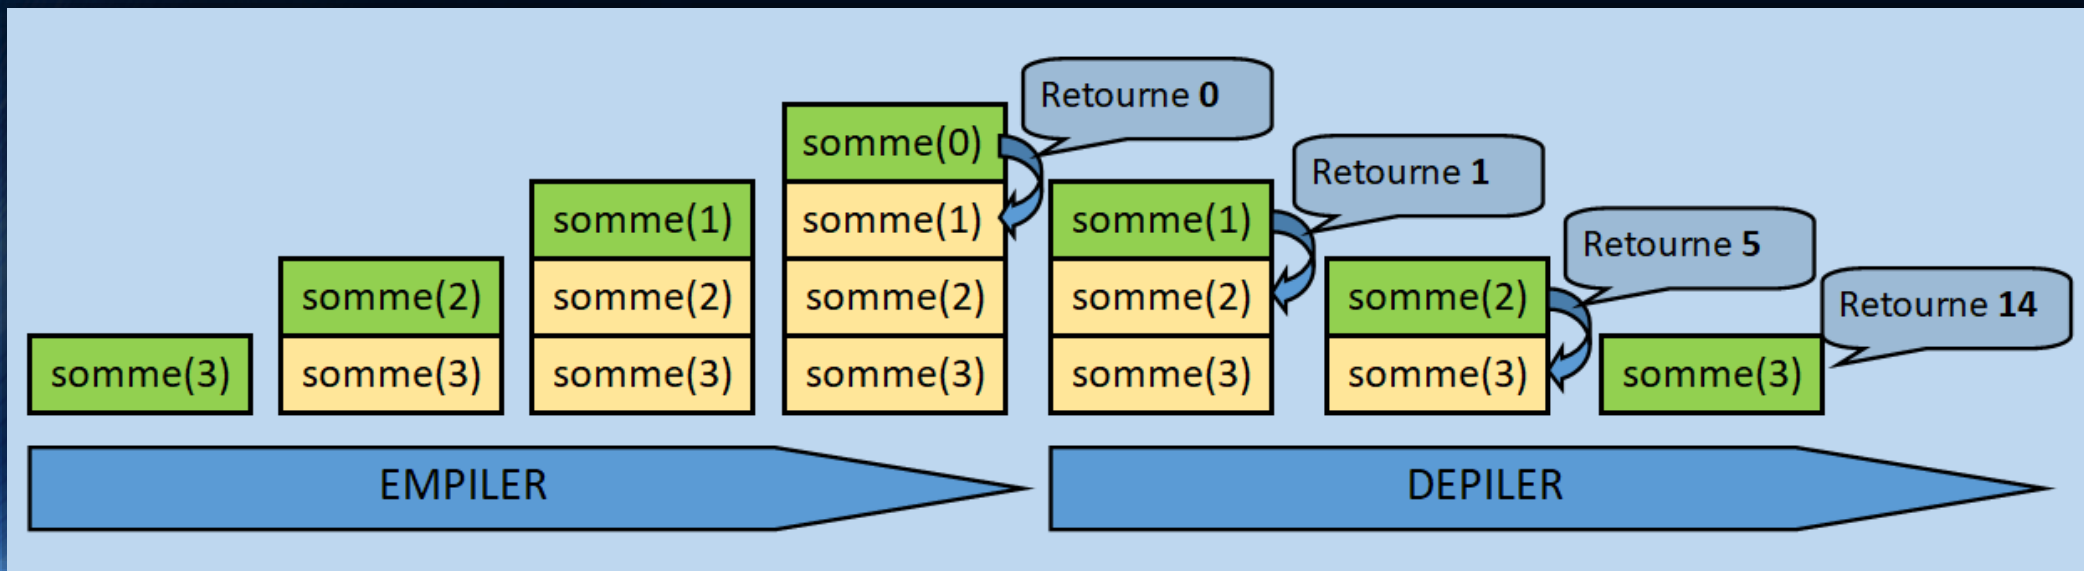 somme(3)
somme(2)
somme(3)
somme(1)
somme(2)
somme(3)
somme(0)
somme(1)
somme(2)
somme(3)
Retourne 0
somme(1)
somme(2)
somme(3)
Retourne 1
somme(2)
somme(3)
Retourne 5
somme(3)
Retourne 14
EMPILER
DEPILER